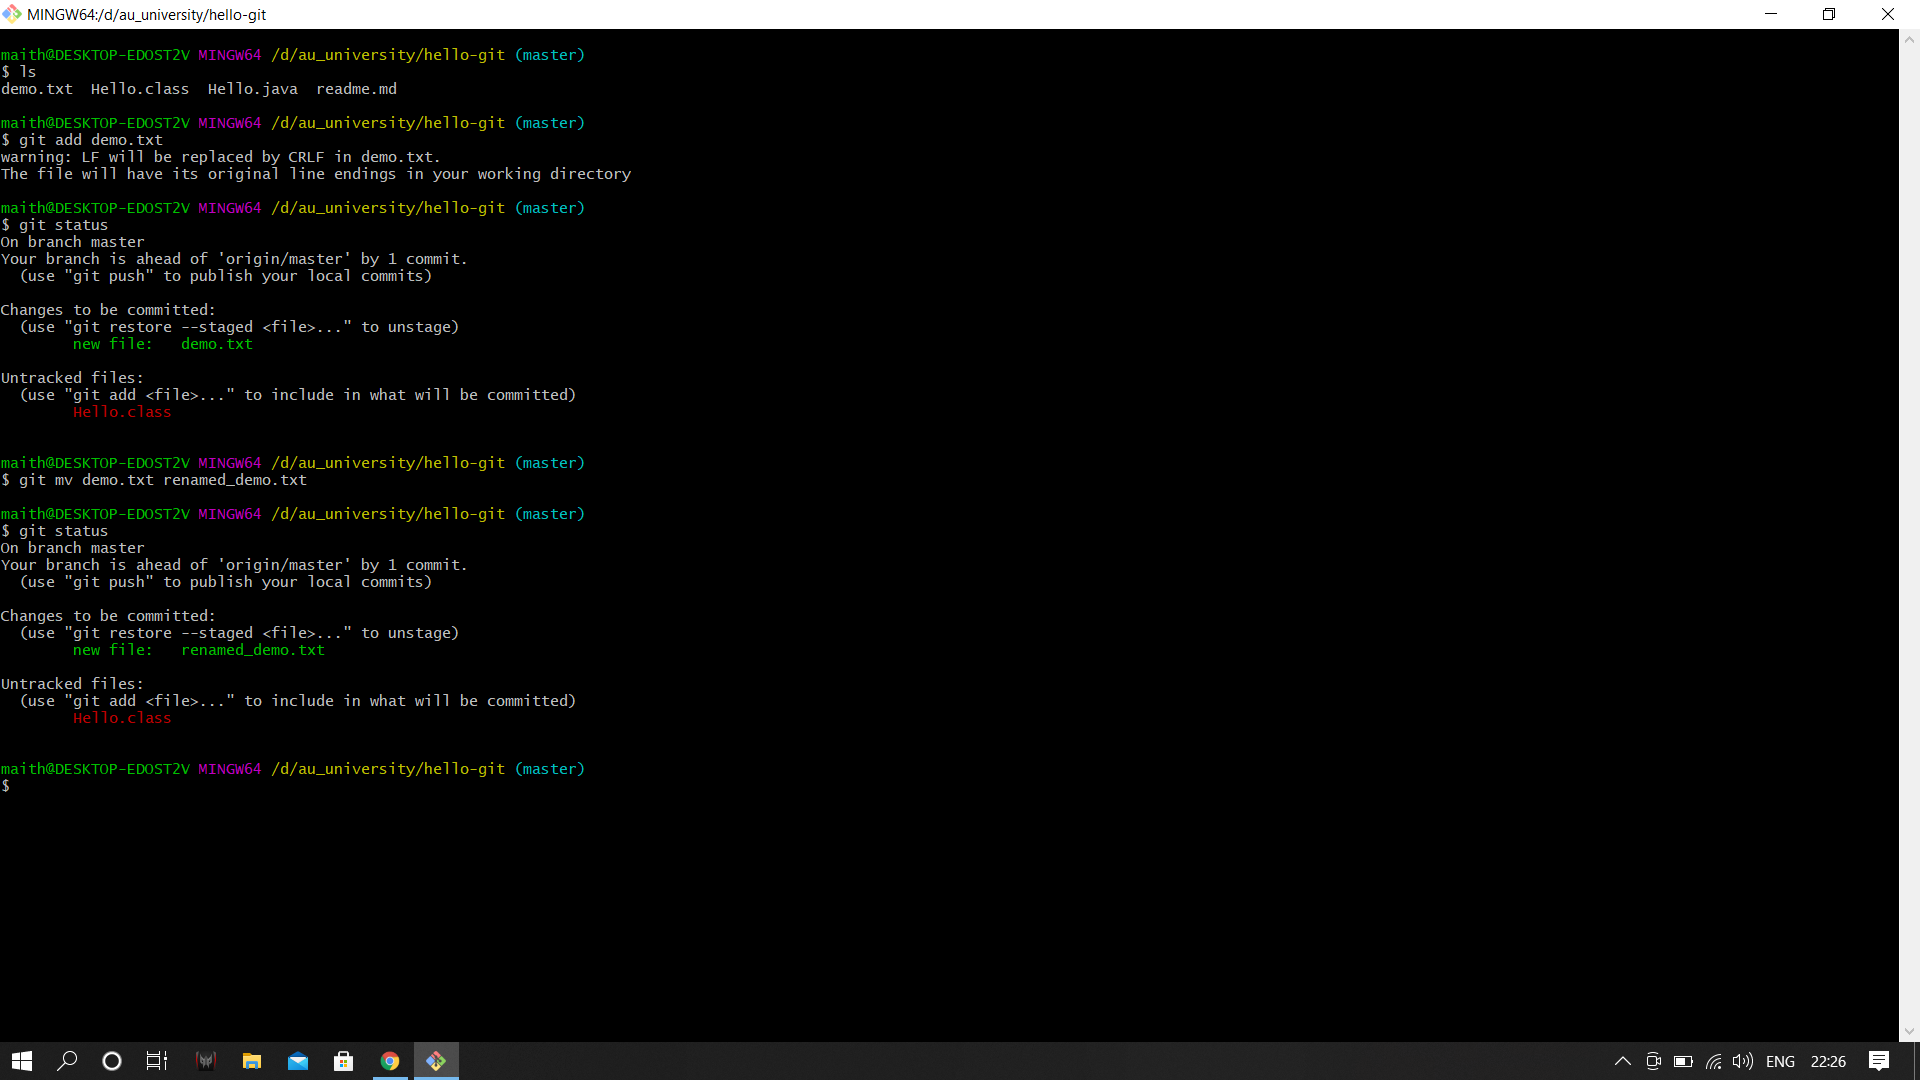 MINGW64:/d/au_university/hello-git
maith@DESKTOP-EDOST2V MINGW64 /d/au_university/hello-git (master)
$ ls
demo.txt  Hello.class  Hello.java  readme.md
maith@DESKTOP-EDOST2V MINGW64 /d/au_university/hello-git (master)
$ git add demo.txt
warning: LF will be replaced by CRLF in demo.txt.
The file will have its original line endings in your working directory
maith@DESKTOP-EDOST2V MINGW64 /d/au_university/hello-git (master)
$ git status
On branch master
Your branch is ahead of 'origin/master' by 1 commit.
  (use "git push" to publish your local commits)
Changes to be committed:
  (use "git restore --staged <file>..." to unstage)
        new file:   demo.txt
Untracked files:
  (use "git add <file>..." to include in what will be committed)
        Hello.class
maith@DESKTOP-EDOST2V MINGW64 /d/au_university/hello-git (master)
$ git mv demo.txt renamed_demo.txt
maith@DESKTOP-EDOST2V MINGW64 /d/au_university/hello-git (master)
$ git status
On branch master
Your branch is ahead of 'origin/master' by 1 commit.
  (use "git push" to publish your local commits)
Changes to be committed:
  (use "git restore --staged <file>..." to unstage)
        new file:   renamed_demo.txt
Untracked files:
  (use "git add <file>..." to include in what will be committed)
        Hello.class
maith@DESKTOP-EDOST2V MINGW64 /d/au_university/hello-git (master)
$
ENG 22:26